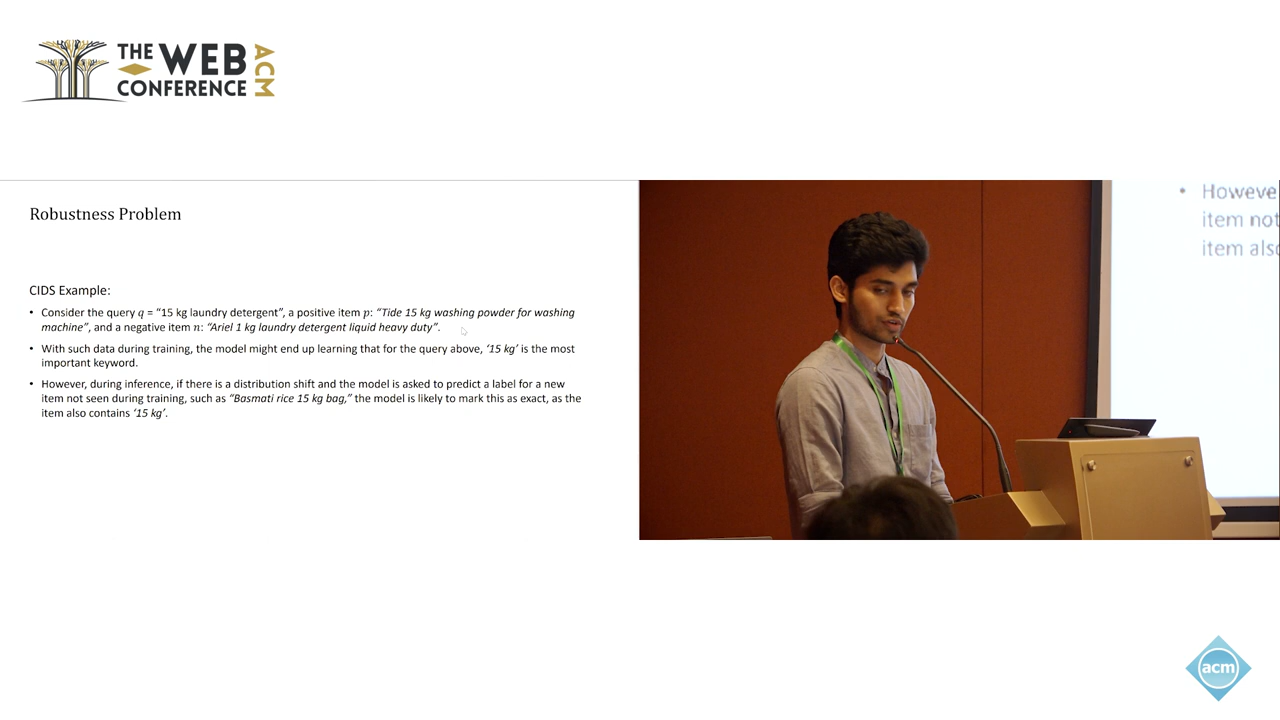 THE WEB
CONFERENCE
ACM
Robustness Problem
CIDS Example:
• Consider the query q = “15 kg laundry detergent”, a positive item p: “Tide 15 kg washing powder for washing
machine”, and a negative item n: “Ariel 1 kg laundry detergent liquid heavy duty”.
• With such data during training, the model might end up learning that for the query above, ‘15 kg’ is the most
important keyword.
• However, during inference, if there is a distribution shift and the model is asked to predict a label for a new
item not seen during training, such as “Basmati rice 15 kg bag,” the model is likely to mark this as exact, as the
item also contains ‘15 kg’.
• Howeve
item not
item also
acm